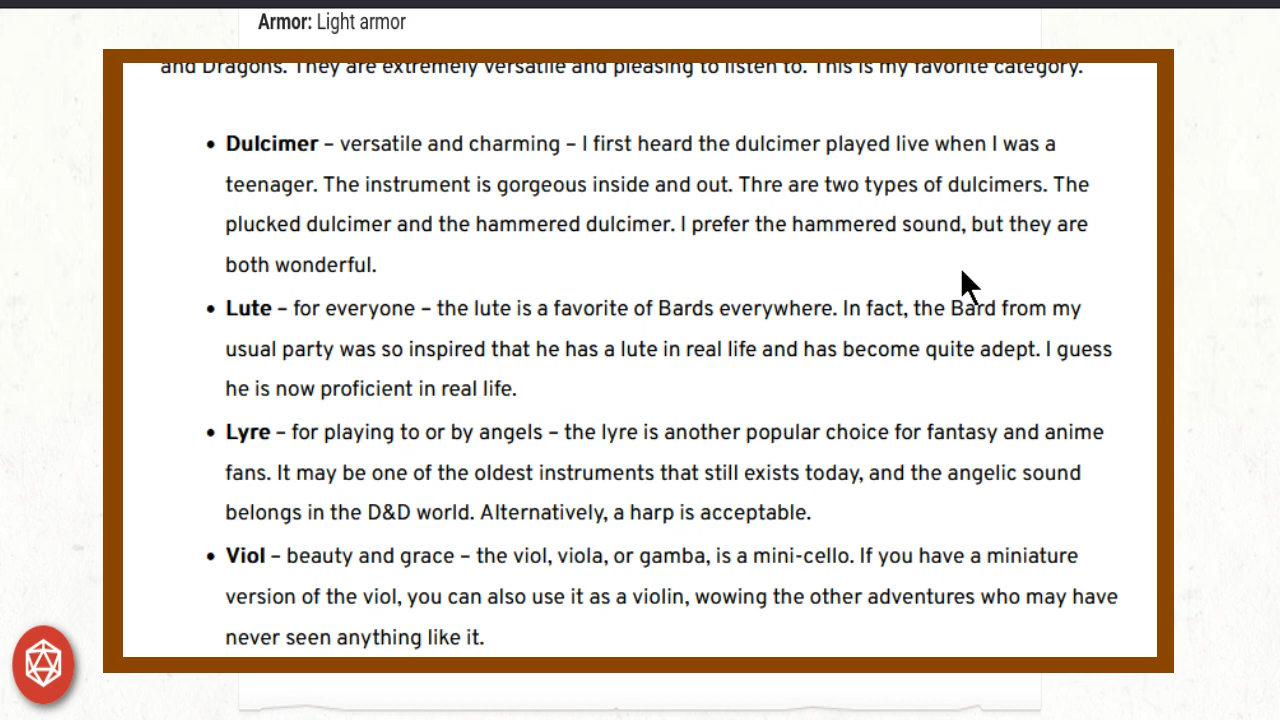 Armor: Light armor
and Dragons. They are extremely versatile and pleasing to listen to. This is my favorite category.
• Dulcimer – versatile and charming – I first heard the dulcimer played live when I was a
teenager. The instrument is gorgeous inside and out. Thre are two types of dulcimers. The
plucked dulcimer and the hammered dulcimer. I prefer the hammered sound, but they are
both wonderful.
• Lute – for everyone – the lute is a favorite of Bards everywhere. In fact, the Bard from my
usual party was so inspired that he has a lute in real life and has become quite adept. I guess
he is now proficient in real life.
• Lyre – for playing to or by angels – the lyre is another popular choice for fantasy and anime
fans. It may be one of the oldest instruments that still exists today, and the angelic sound
belongs in the D&D world. Alternatively, a harp is acceptable.
• Viol – beauty and grace – the viol, viola, or gamba, is a mini-cello. If you have a miniature
version of the viol, you can also use it as a violin, wowing the other adventures who may have
never seen anything like it.